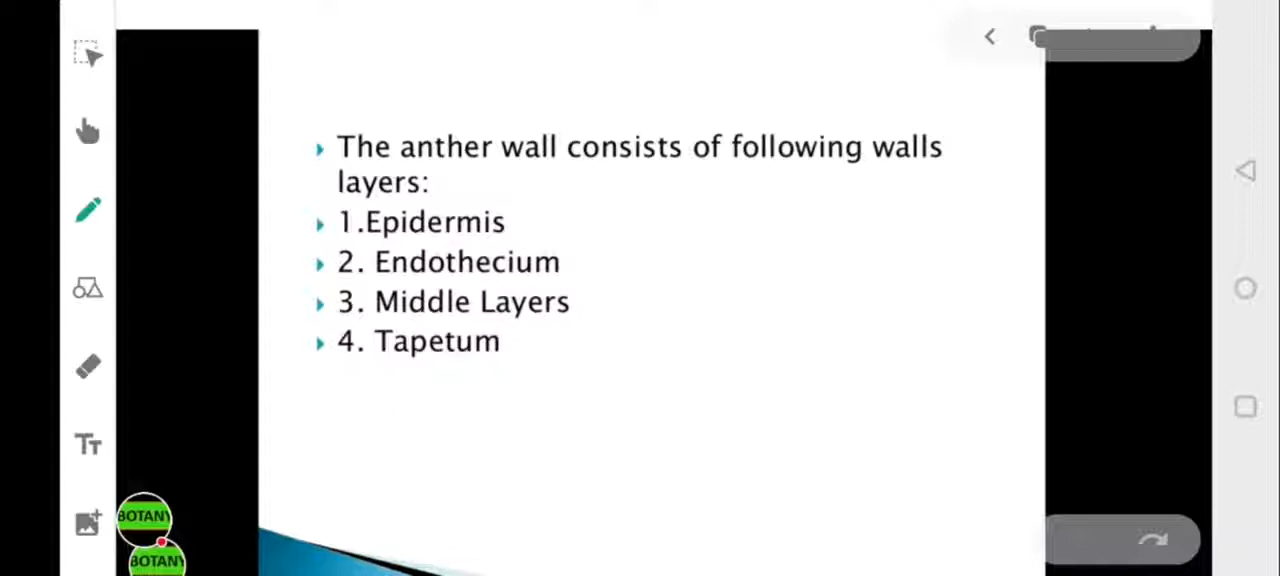 The anther wall consists of following walls
layers:
1.Epidermis
2. Endothecium
3. Middle Layers
4. Tapetum
TT
BOTANY
BOTANY